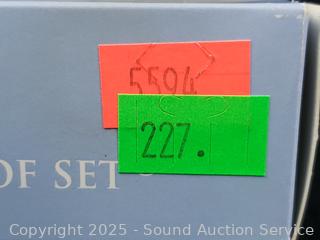 5594
227.
OF SET
Copyright © 2025 - Sound Auction Service